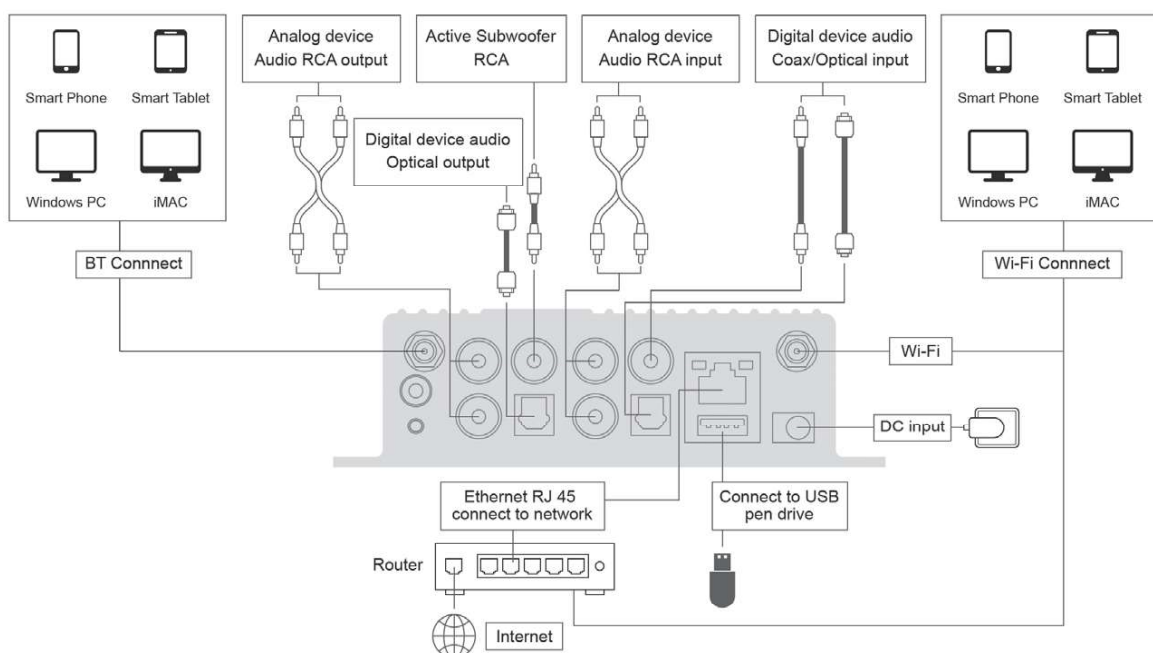 Smart Phone
Smart Tablet
Windows PC
iMAC
BT Connnect
Analog device
Audio RCA output
Digital device audio
Optical output
Active Subwoofer
RCA
Analog device
Audio RCA input
Digital device audio
Coax/Optical input
Smart Phone
Smart Tablet
Windows PC
iMAC
Wi-Fi Connnect
Wi-Fi
DC input
Ethernet RJ 45
connect to network
Connect to USB
pen drive
Router
Internet